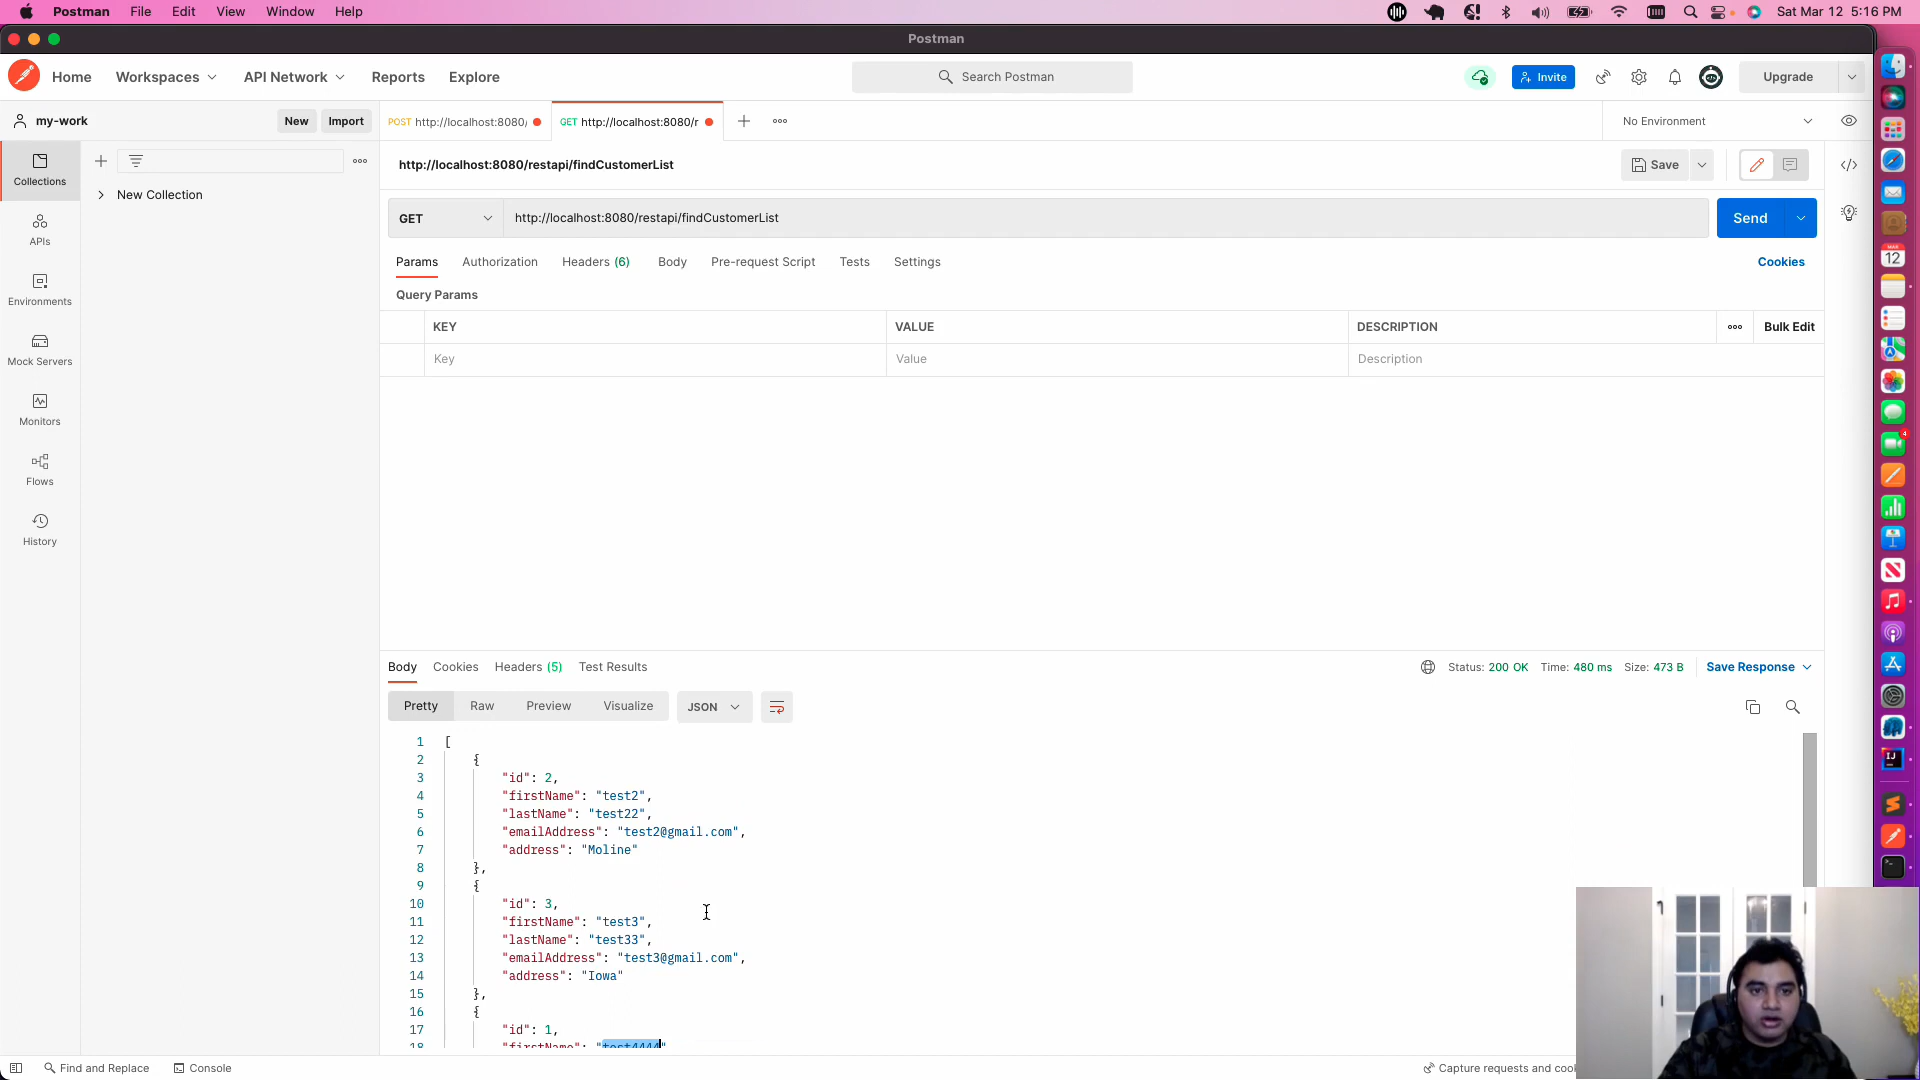 Postman File Edit View Window Help
Sat Mar 12 5:16 PM
Postman
Home Workspaces API Network Reports Explore
Search Postman
Invite
Upgrade
my-work
New
Import
POST http://localhost:8080/
GET http://localhost:8080/r
No Environment
Collections
New Collection
APIs
Environments
Mock Servers
Monitors
Flows
History
http://localhost:8080/restapi/findCustomerList
Save
GET
http://localhost:8080/restapi/findCustomerList
Send
Params Authorization Headers (6) Body Pre-request Script Tests Settings
Cookies
Query Params
KEY VALUE DESCRIPTION
Bulk Edit
Key Value Description
Body Cookies Headers (5) Test Results
Status: 200 OK Time: 480 ms Size: 473 B
Save Response
Pretty Raw Preview Visualize JSON
1 [
2 {
3 "id": 2,
4 "firstName": "test2",
5 "lastName": "test22",
6 "emailAddress": "test2@gmail.com",
7 "address": "Moline"
8 },
9 {
10 "id": 3,
11 "firstName": "test3",
12 "lastName": "test33",
13 "emailAddress": "test3@gmail.com",
14 "address": "Iowa"
15 },
16 {
17 "id": 1,
18 "firstName": "test4444"
Find and Replace
Console
Capture requests and cook
MAR
12
4